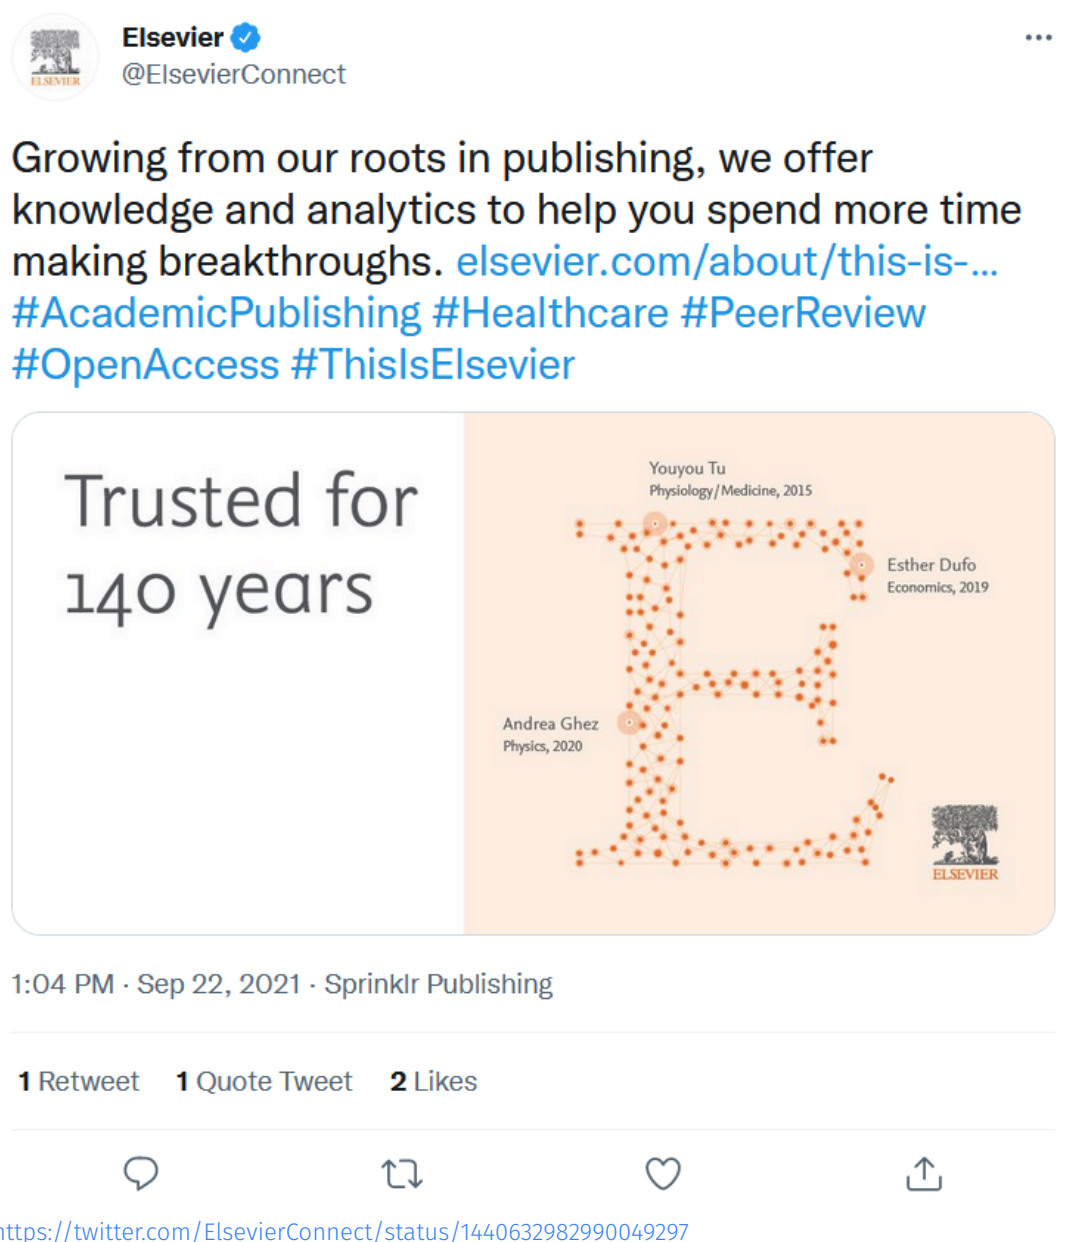 Elsevier
@ElsevierConnect
Growing from our roots in publishing, we offer
knowledge and analytics to help you spend more time
making breakthroughs. elsevier.com/about/this-is-...
#AcademicPublishing #Healthcare #PeerReview
#OpenAccess #ThisIsElsevier
Trusted for
140 years
Youyou Tu
Physiology/Medicine, 2015
Esther Dufo
Economics, 2019
Andrea Ghez
Physics, 2020
ELSEVIER
1:04 PM · Sep 22, 2021 · Sprinklr Publishing
1 Retweet 1 Quote Tweet 2 Likes
https://twitter.com/ElsevierConnect/status/1440632982990049297